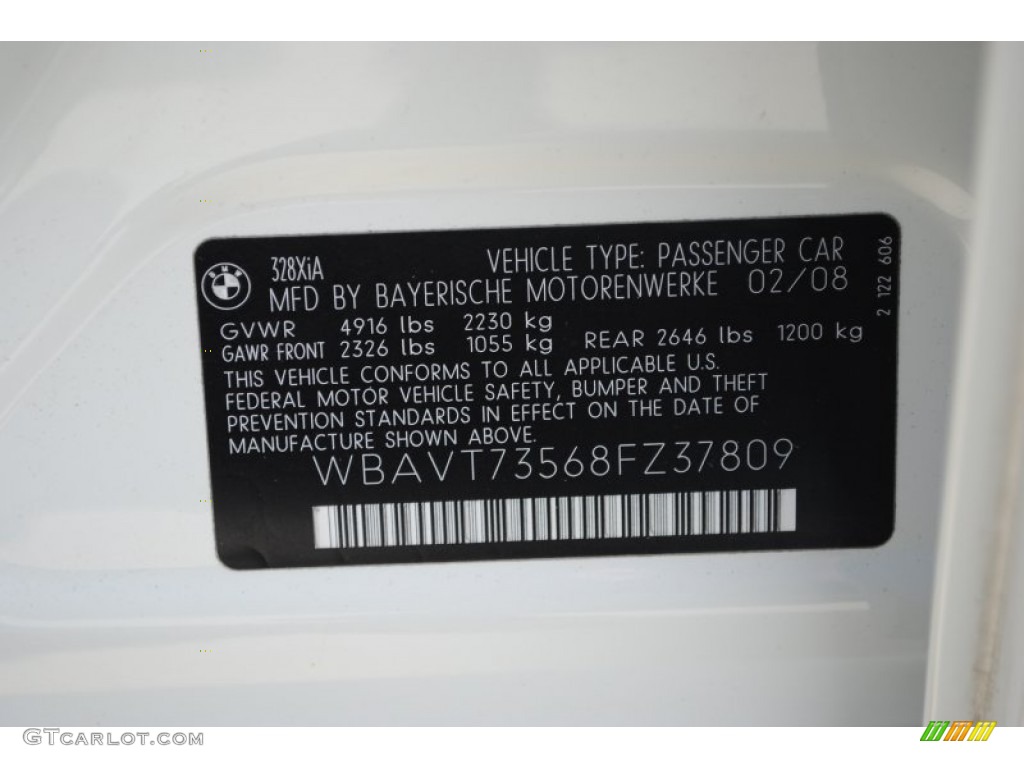 328XiA VEHICLE TYPE: PASSENGER CAR
MFD BY BAYERISCHE MOTORENWERKE 02/08
GVWR 4916 lbs 2230 kg
GAWR FRONT 2326 lbs 1055 kg REAR 2646 lbs 1200 kg
THIS VEHICLE CONFORMS TO ALL APPLICABLE U.S.
FEDERAL MOTOR VEHICLE SAFETY, BUMPER AND THEFT
PREVENTION STANDARDS IN EFFECT ON THE DATE OF
MANUFACTURE SHOWN ABOVE.
WBAVT73568FZ37809
2 122 606
BMW
GTCARLOT.COM